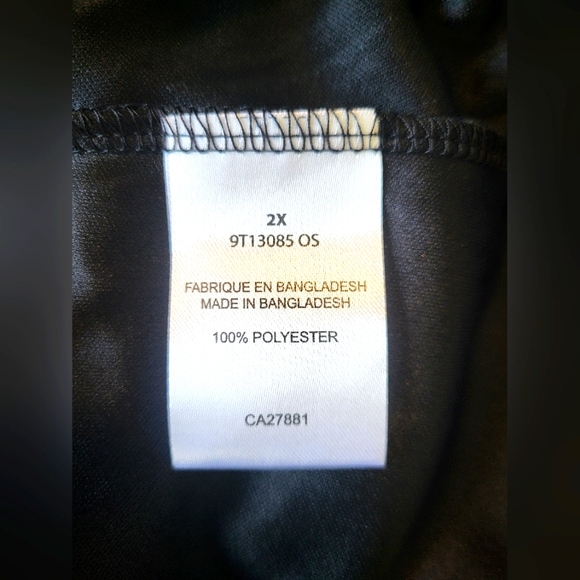 2X
9T13085 OS
FABRIQUE EN BANGLADESH
MADE IN BANGLADESH
100% POLYESTER
CA27881